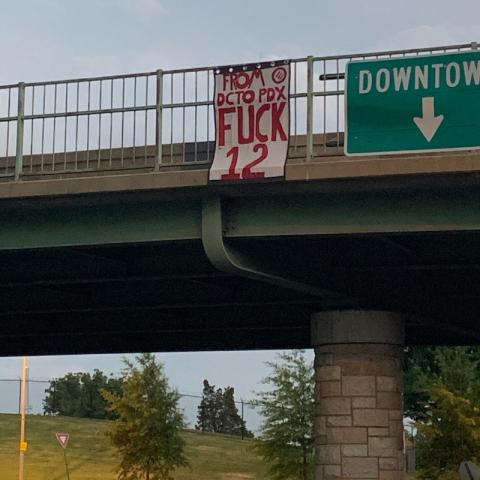 FROM
DC TO PDX
FUCK
12
DOWNTOW